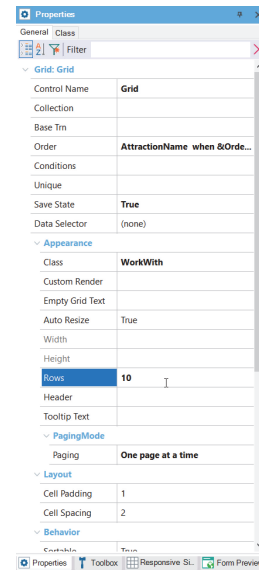 Properties
General Class
Filter
Grid: Grid
Control Name Grid
Collection
Base Trn
Order AttractionName when &Orde...
Conditions
Unique
Save State True
Data Selector (none)
Appearance
Class WorkWith
Custom Render
Empty Grid Text
Auto Resize True
Width
Height
Rows 10
Header
Tooltip Text
PagingMode
Paging One page at a time
Layout
Cell Padding 1
Cell Spacing 2
Behavior
Sortable True
Properties Toolbox Responsive Si... Form Preview